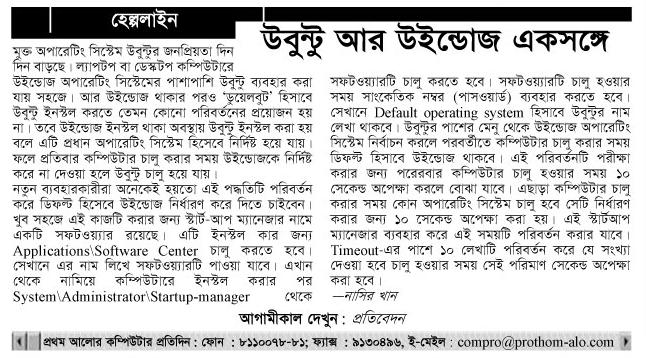 হেল্পলাইন
উবুন্টু আর উইন্ডোজ একসঙ্গে
মুক্ত অপারেটিং সিস্টেম উবুন্টুর জনপ্রিয়তা দিন
দিন বাড়ছে। ল্যাপটপ বা ডেস্কটপ কম্পিউটারে
উইন্ডোজ অপারেটিং সিস্টেমের পাশাপাশি উবুন্টু ব্যবহার করা
যায় সহজে। আর উইন্ডোজ থাকার পরও ‘ডুয়েলবুট’ হিসাবে
উবুন্টু ইনস্টল করতে তেমন কোনো পরিবর্তনের প্রয়োজন হয়
না। তবে উইন্ডোজ ইনস্টল থাকা অবস্থায় উবুন্টু ইনস্টল করা হয়
বলে এটি প্রধান অপারেটিং সিস্টেম হিসেবে নির্দিষ্ট হয়ে যায়।
ফলে প্রতিবার কম্পিউটার চালু করার সময় উইন্ডোজকে নির্দিষ্ট
করে না দেওয়া হলে উবুন্টু চালু হয়ে যায়।
নতুন ব্যবহারকারীরা অনেকেই হয়তো এই পদ্ধতিটি পরিবর্তন
করে ডিফল্ট হিসেবে উইন্ডোজ নির্ধারণ করে দিতে চাইবেন।
খুব সহজে এই কাজটি করার জন্য স্টার্ট-আপ ম্যানেজার নামে
একটি সফটওয়্যার রয়েছে। এটি ইনস্টল কার জন্য
Applications\Software Center চালু করতে হবে।
সেখানে এর নাম লিখে সফটওয়্যারটি পাওয়া যাবে। এখান
থেকে নামিয়ে কম্পিউটারে ইনস্টল করার পর
System\Administrator\Startup-manager থেকে
সফটওয়্যারটি চালু করতে হবে। সফটওয়্যারটি চালু হওয়ার
সময় সাংকেতিক নম্বর (পাসওয়ার্ড) ব্যবহার করতে হবে।
সেখানে Default operating system হিসাবে উবুন্টুর নাম
লেখা থাকবে। উবুন্টুর পাশের মেনু থেকে উইন্ডোজ অপারেটিং
সিস্টেম নির্বাচন করলে পরবর্তীতে কম্পিউটার চালু করার সময়
ডিফল্ট হিসাবে উইন্ডোজ থাকবে। এই পরিবর্তনটি পরীক্ষা
করার জন্য পরেরবার কম্পিউটার চালু হওয়ার সময় ১০
সেকেন্ড অপেক্ষা করলে বোঝা যাবে। এছাড়া কম্পিউটার চালু
করার সময় কোন অপারেটিং সিস্টেম চালু হবে সেটি নির্ধারণ
করার জন্য ১০ সেকেন্ড অপেক্ষা করা হয়। এই স্টার্টআপ
ম্যানেজার ব্যবহার করে এই সময়টি পরিবর্তন করার যাবে।
Timeout-এর পাশে ১০ লেখাটি পরিবর্তন করে যে সংখ্যা
দেওয়া হবে চালু হওয়ার সময় সেই পরিমাণ সেকেন্ড অপেক্ষা
করা হবে।
—নাসির খান
আগামীকাল দেখুন : প্রতিবেদন
প্রথম আলোর কম্পিউটার প্রতিদিন : ফোন : ৮১১০০৭৮-৮১; ফ্যাক্স : ৯১৩০৪৯৬, ই-মেইল : compro@prothom-alo.com